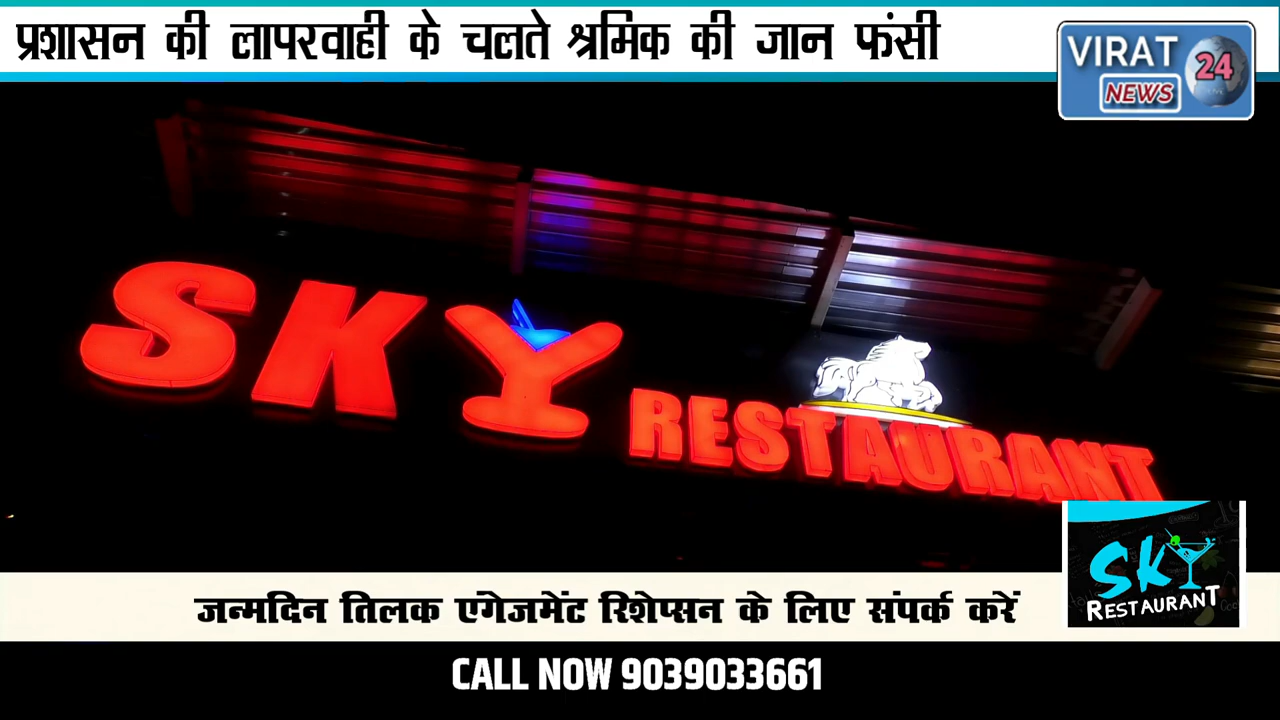 प्रशासन की लापरवाही के चलते श्रमिक की जान फंसी
VIRAT 24
NEWS
SKY RESTAURANT
SKY
RESTAURANT
जन्मदिन तिलक एंगेजमेंट रिशेप्सन के लिए संपर्क करें
CALL NOW 9039033661